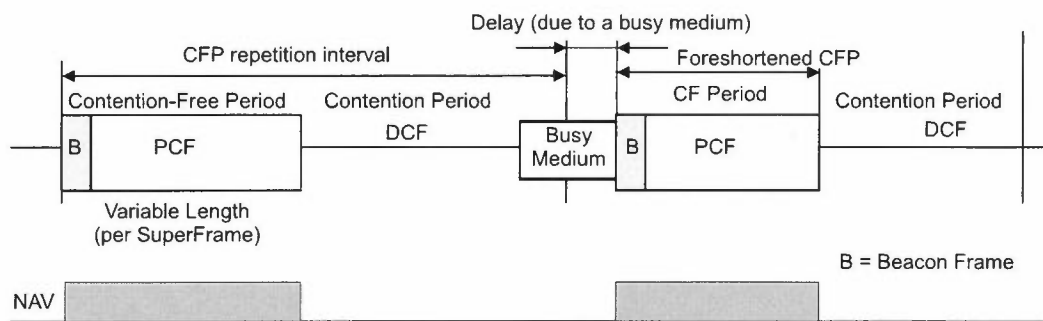 Delay (due to a busy medium)
CFP repetition interval
Foreshortened CFP
Contention-Free Period
Contention Period
CF Period
Contention Period
DCF
DCF
B
PCF
Busy
Medium
B
PCF
Variable Length
(per SuperFrame)
B = Beacon Frame
NAV